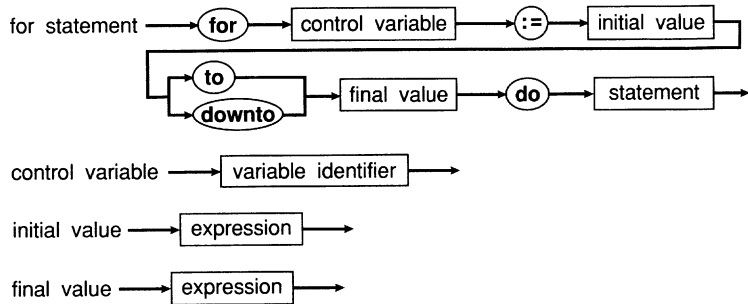 for statement for control variable := initial value
to
downto final value do statement
control variable variable identifier
initial value expression
final value expression